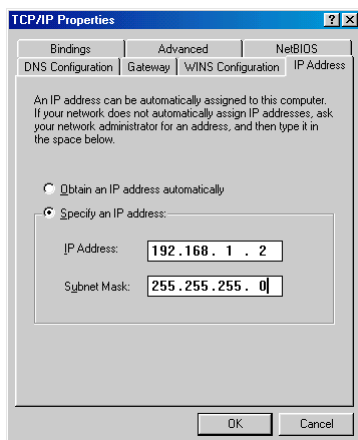 TCP/IP Properties
Bindings Advanced NetBIOS
DNS Configuration Gateway WINS Configuration IP Address
An IP address can be automatically assigned to this computer.
If your network does not automatically assign IP addresses, ask
your network administrator for an address, and then type it in
the space below.
Obtain an IP address automatically
Specify an IP address:
IP Address: 192.168. 1 . 2
Subnet Mask: 255.255.255. 0
OK Cancel